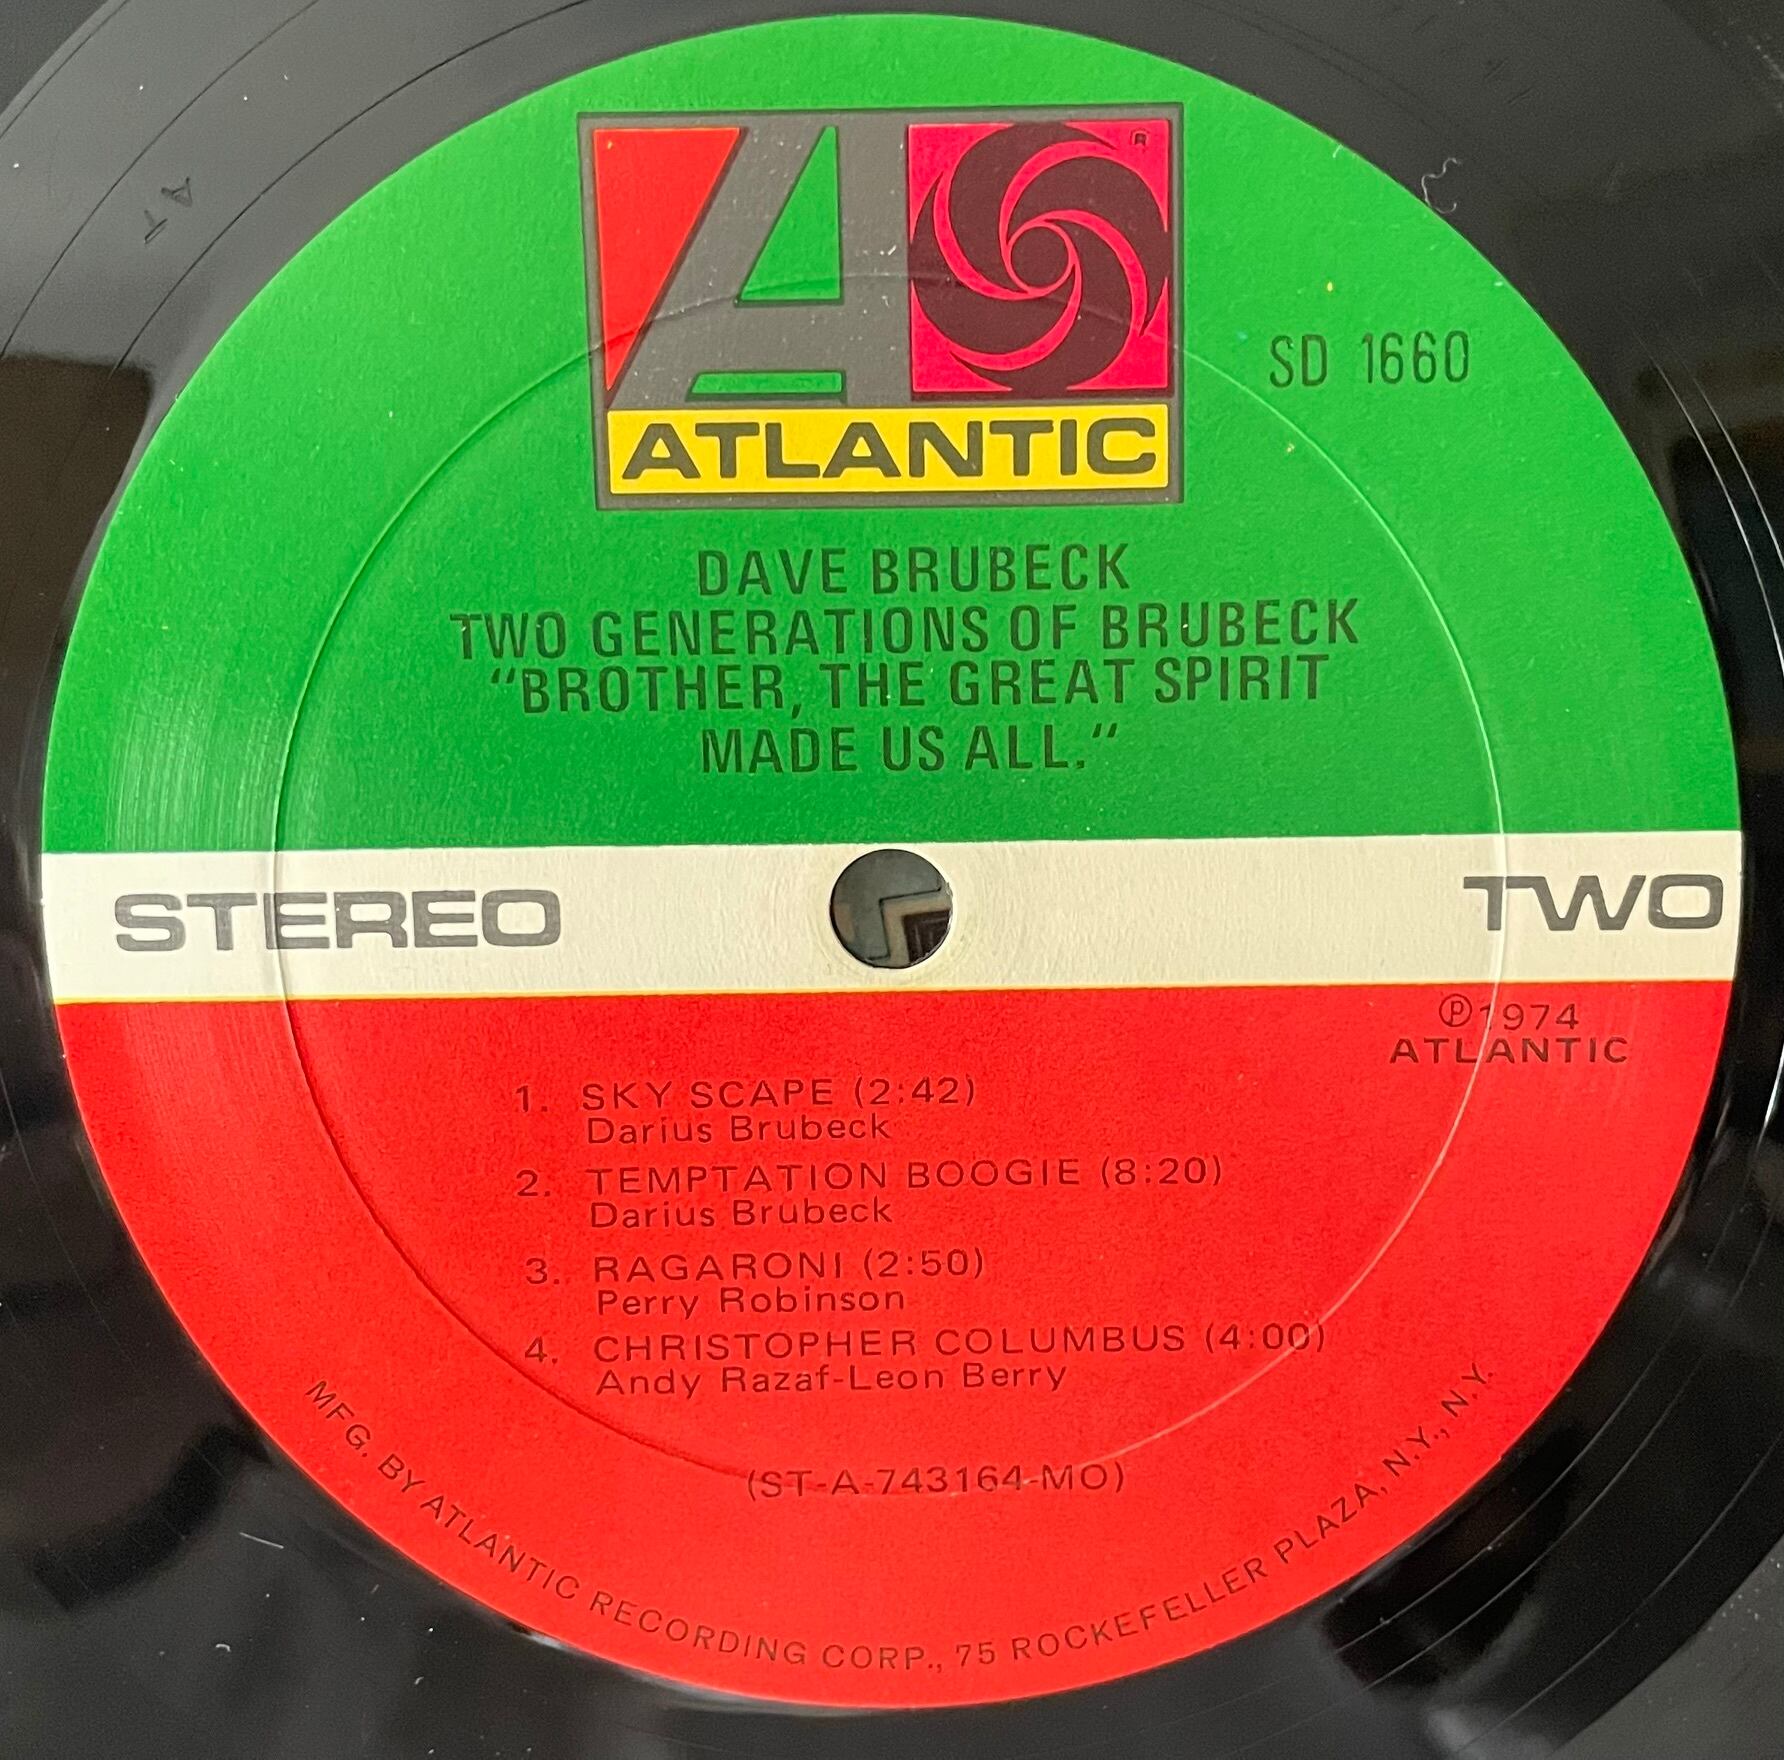 ®
ATLANTIC
SD 1660
DAVE BRUBECK
TWO GENERATIONS OF BRUBECK
"BROTHER, THE GREAT SPIRIT
MADE US ALL."
STEREO
TWO
℗1974
ATLANTIC
1. SKY SCAPE (2:42)
Darius Brubeck
2. TEMPTATION BOOGIE (8:20)
Darius Brubeck
3. RAGARONI (2:50)
Perry Robinson
4. CHRISTOPHER COLUMBUS (4:00)
Andy Razaf-Leon Berry
(ST-A-743164-MO)
MFG. BY ATLANTIC RECORDING CORP., 75 ROCKEFELLER PLAZA, N.Y., N.Y.
AT